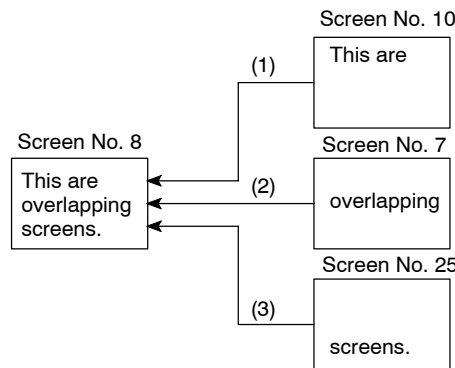 Screen No. 10
This are
(1)
Screen No. 8
This are
overlapping
screens.
Screen No. 7
(2)
overlapping
Screen No. 25
(3)
screens.